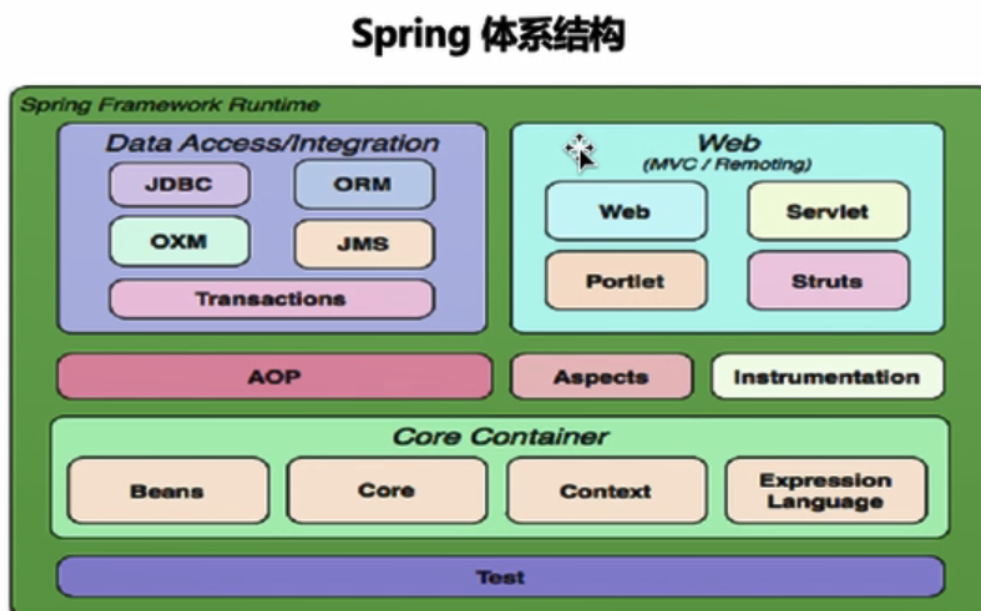 Spring 体系结构
Spring Framework Runtime
Data Access/Integration
JDBC
ORM
OXM
JMS
Transactions
Web
(MVC / Remoting)
Web
Servlet
Portlet
Struts
AOP
Aspects
Instrumentation
Core Container
Beans
Core
Context
Expression
Language
Test